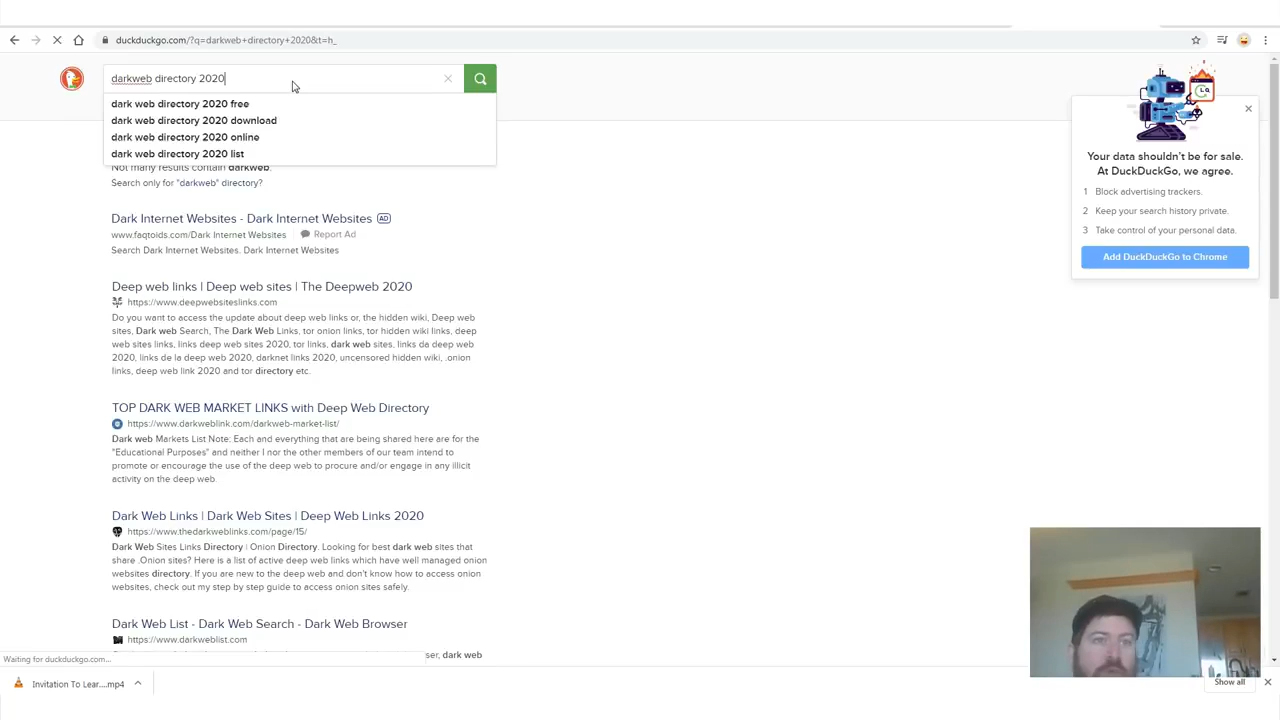 duckduckgo.com/?q=darkweb+directory+2020&t=h_
darkweb directory 2020
dark web directory 2020 free
dark web directory 2020 download
dark web directory 2020 online
dark web directory 2020 list
Not many results contain darkweb.
Search only for "darkweb" directory?
Dark Internet Websites - Dark Internet Websites AD
www.faqtoids.com/Dark Internet Websites Report Ad
Search Dark Internet Websites. Dark Internet Websites
Deep web links | Deep web sites | The Deepweb 2020
https://www.deepwebsiteslinks.com
Do you want to access the update about deep web links or, the hidden wiki, Deep web
sites, Dark web Search, The Dark Web Links, tor onion links, tor hidden wiki links, deep
web sites links, links deep web sites 2020, tor links, dark web sites, links da deep web
2020, links de la deep web 2020, darknet links 2020, uncensored hidden wiki, .onion
links, deep web link 2020 and tor directory etc.
TOP DARK WEB MARKET LINKS with Deep Web Directory
https://www.darkweblink.com/darkweb-market-list/
Dark web Markets List Note: Each and everything that are being shared here are for the
"Educational Purposes" and neither I nor the other members of our team intend to
promote or encourage the use of the deep web to procure and/or engage in any illicit
activity on the deep web.
Dark Web Links | Dark Web Sites | Deep Web Links 2020
https://www.thedarkweblinks.com/page/15/
Dark Web Sites Links Directory | Onion Directory. Looking for best dark web sites that
share .Onion sites? Here is a list of active deep web links which have well managed onion
websites directory. If you are new to the deep web and don't know how to access onion
websites, check out my step by step guide to access onion sites safely.
Dark Web List - Dark Web Search - Dark Web Browser
https://www.darkweblist.com
ser, dark web
Your data shouldn't be for sale.
At DuckDuckGo, we agree.
1 Block advertising trackers.
2 Keep your search history private.
3 Take control of your personal data.
Add DuckDuckGo to Chrome
Waiting for duckduckgo.com...
Invitation To Lear....mp4
Show all